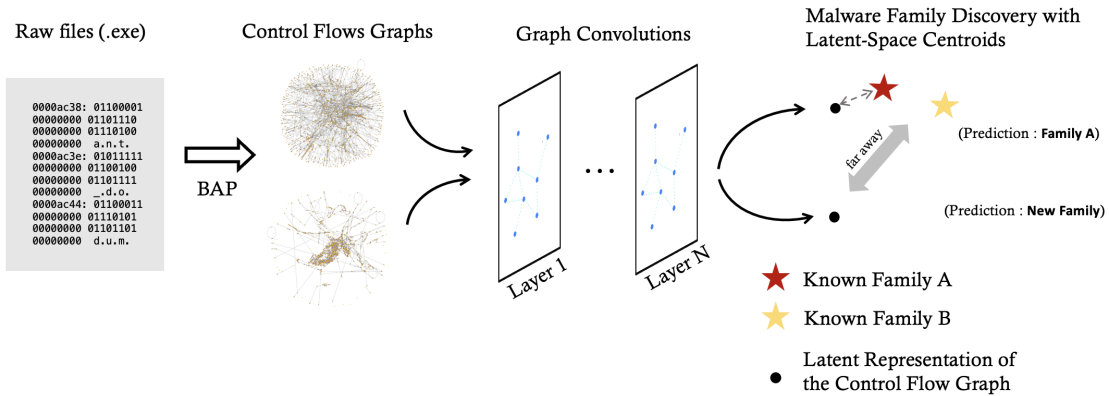 Raw files (.exe)
Control Flows Graphs
Graph Convolutions
Malware Family Discovery with
Latent-Space Centroids
0000ac38: 01100001
00000000 01101110
00000000 01110100
00000000  a.n.t.
0000ac3e: 01011111
00000000 01100100
00000000 01101111
00000000  _.d.o.
0000ac44: 01100011
00000000 01110101
00000000 01101101
00000000  d.u.m.
BAP
...
Layer 1
Layer N
far away
(Prediction : Family A)
(Prediction : New Family)
Known Family A
Known Family B
Latent Representation of
the Control Flow Graph